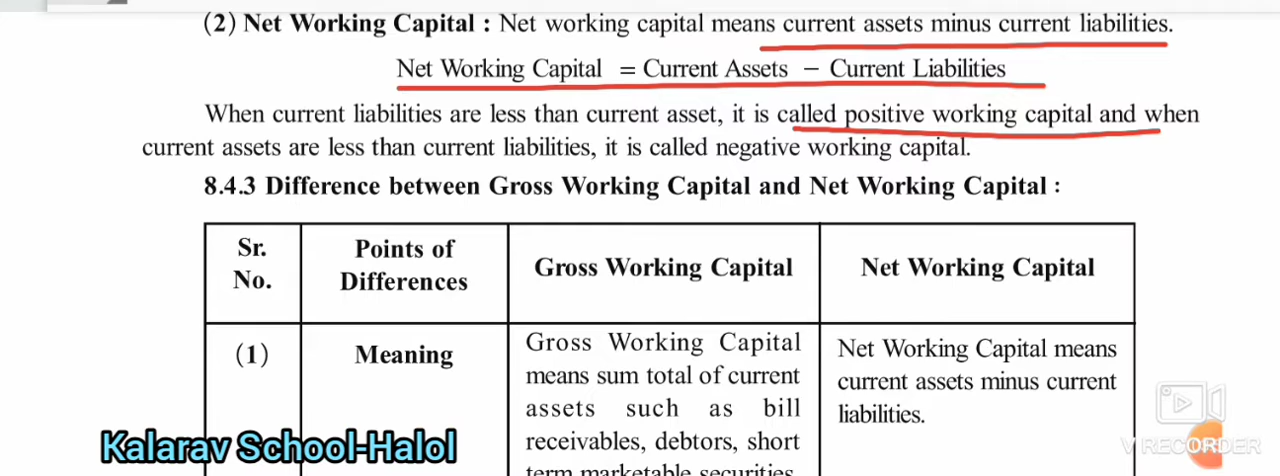 (2) Net Working Capital : Net working capital means current assets minus current liabilities.
Net Working Capital = Current Assets − Current Liabilities
When current liabilities are less than current asset, it is called positive working capital and when
current assets are less than current liabilities, it is called negative working capital.
8.4.3 Difference between Gross Working Capital and Net Working Capital :
Sr.
No.
Points of
Differences
Gross Working Capital
Net Working Capital
(1)
Meaning
Gross Working Capital
means sum total of current
assets such as bill
receivables, debtors, short
term marketable securities
Net Working Capital means
current assets minus current
liabilities.
Kalarav School-Halol
V RECORDER